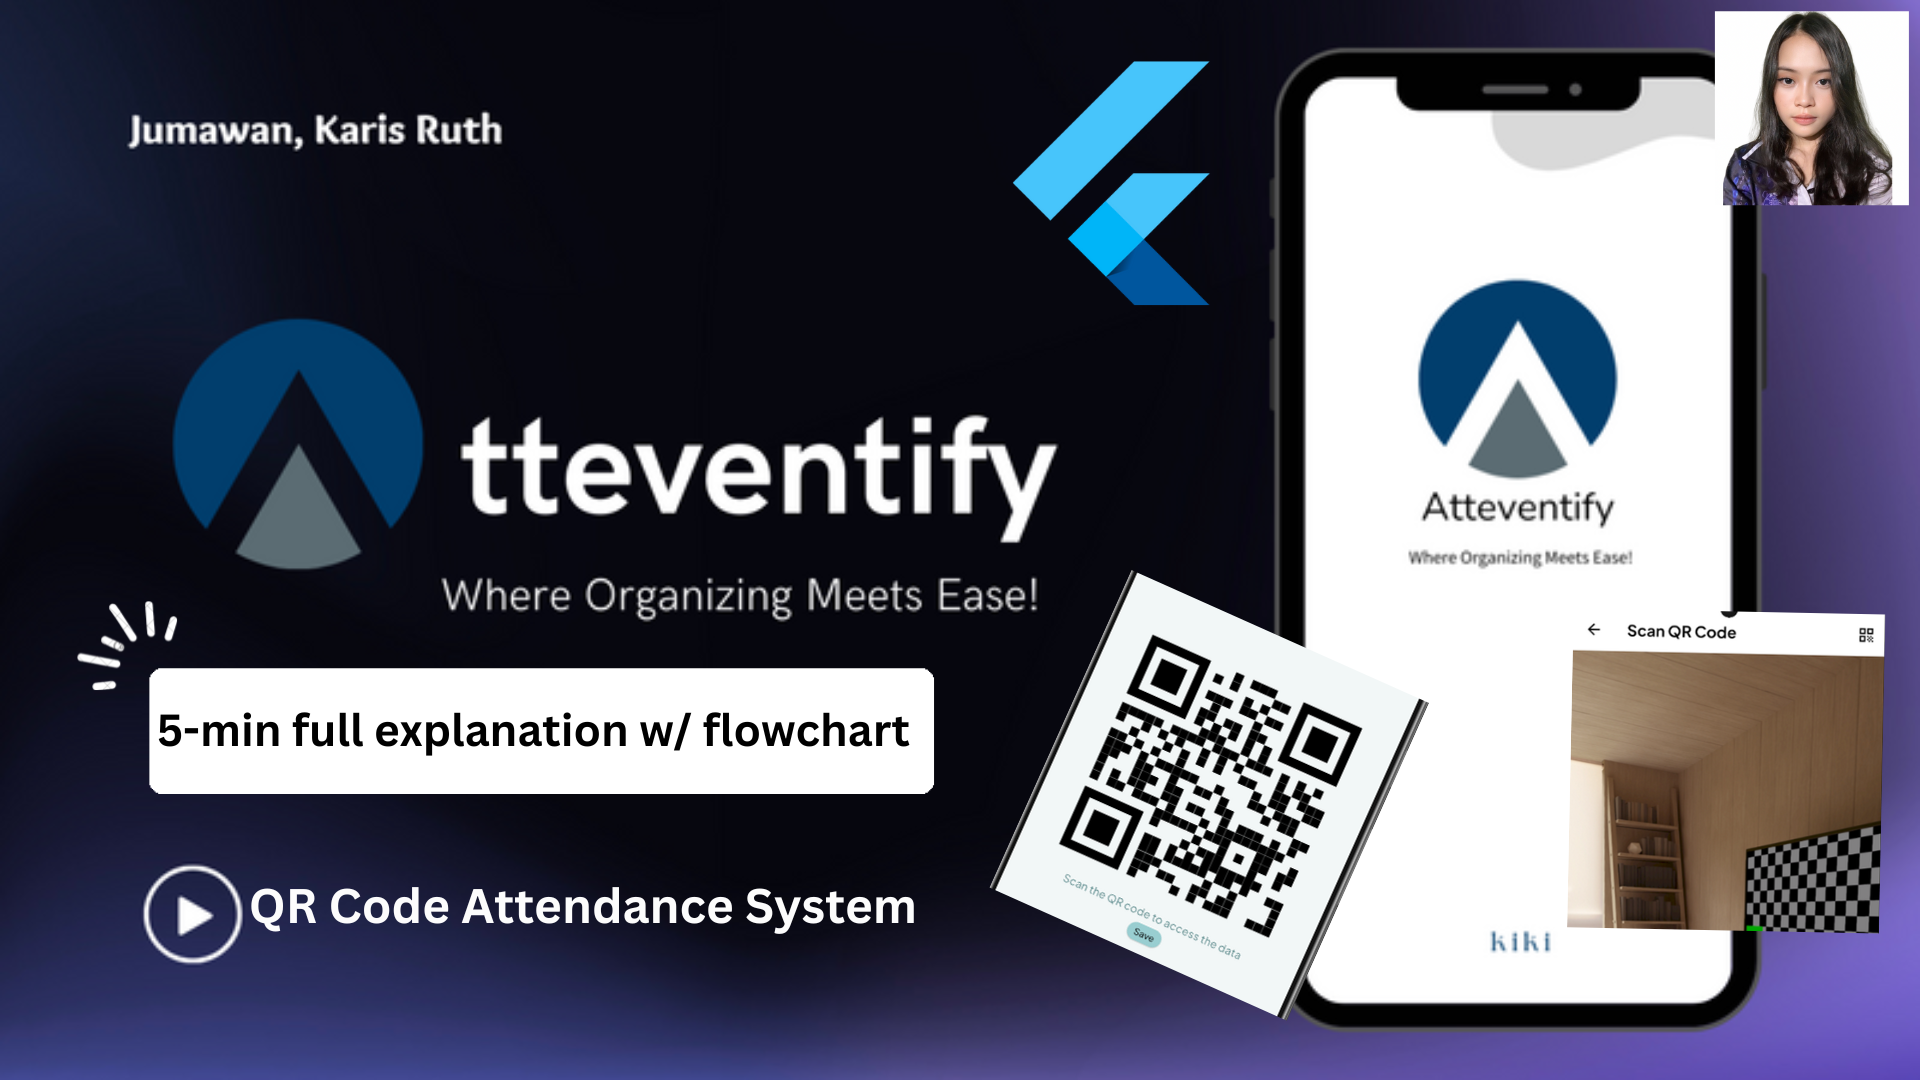 Jumawan, Karis Ruth
tteventify
Where Organizing Meets Ease!
5-min full explanation w/ flowchart
QR Code Attendance System
Atteventify
Where Organizing Meets Ease!
kiki
Scan the QR code to access the data
Save
Scan QR Code